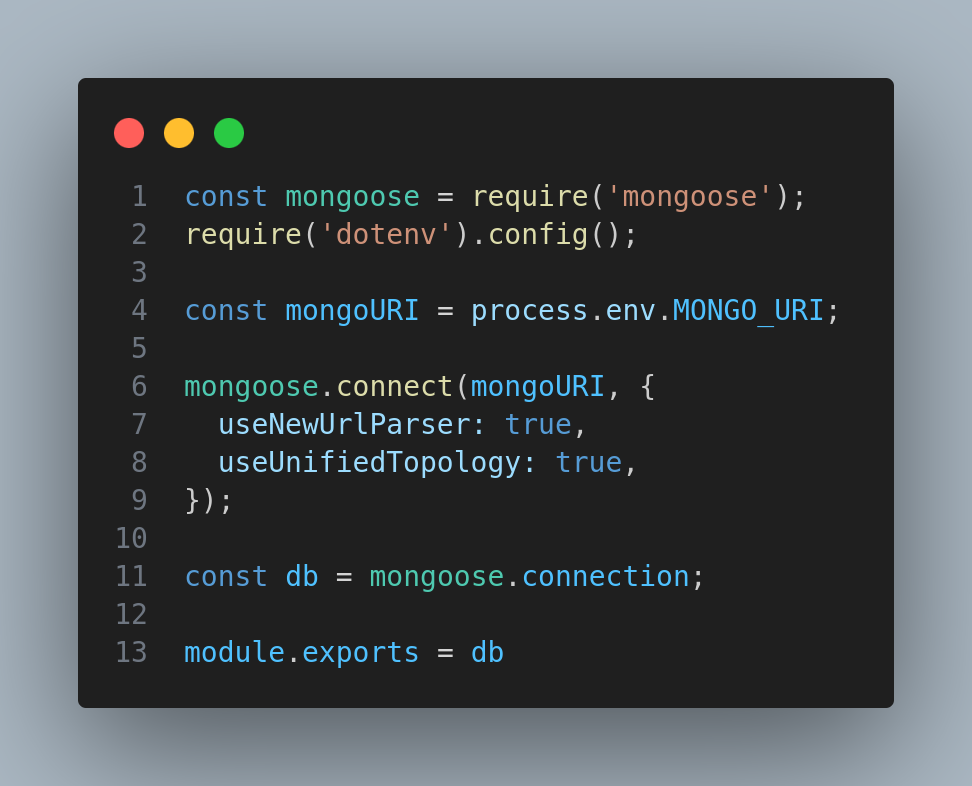 1 const mongoose = require('mongoose');
2 require('dotenv').config();
3
4 const mongoURI = process.env.MONGO_URI;
5
6 mongoose.connect(mongoURI, {
7   useNewUrlParser: true,
8   useUnifiedTopology: true,
9 });
10
11 const db = mongoose.connection;
12
13 module.exports = db